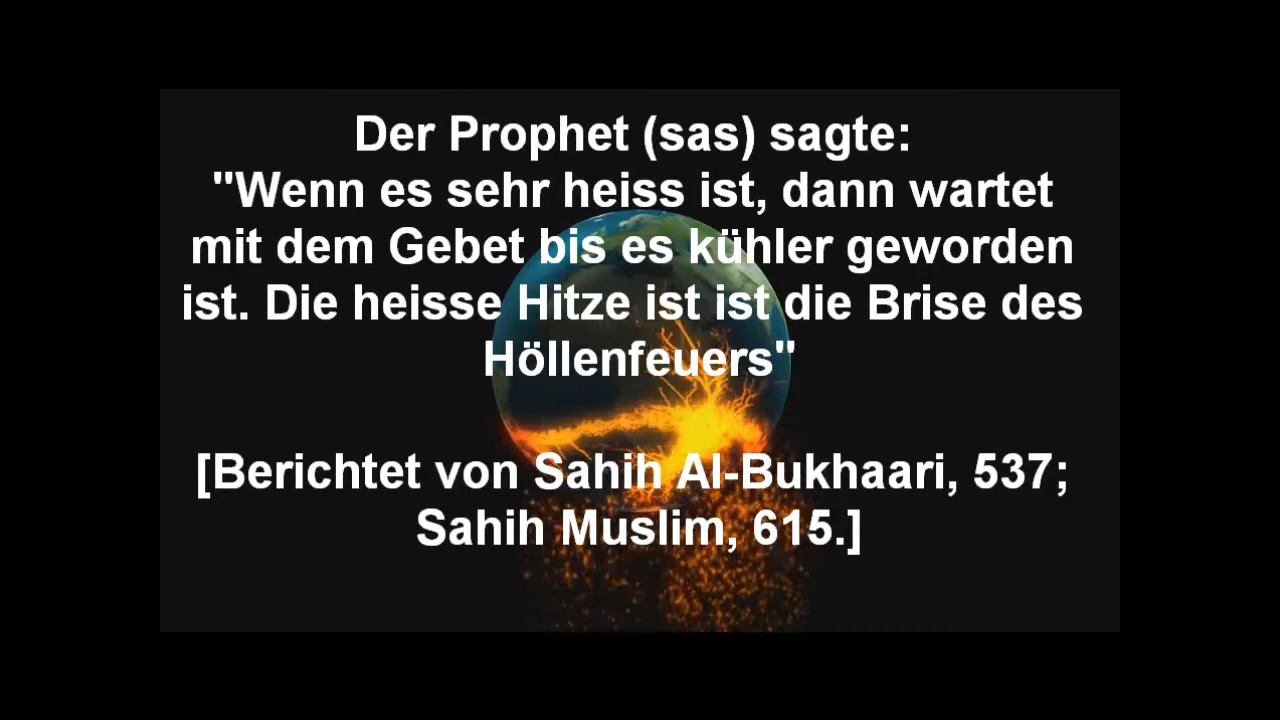 Der Prophet (sas) sagte:
"Wenn es sehr heiss ist, dann wartet
mit dem Gebet bis es kühler geworden
ist. Die heisse Hitze ist ist die Brise des
Höllenfeuers"
[Berichtet von Sahih Al-Bukhaari, 537;
Sahih Muslim, 615.]